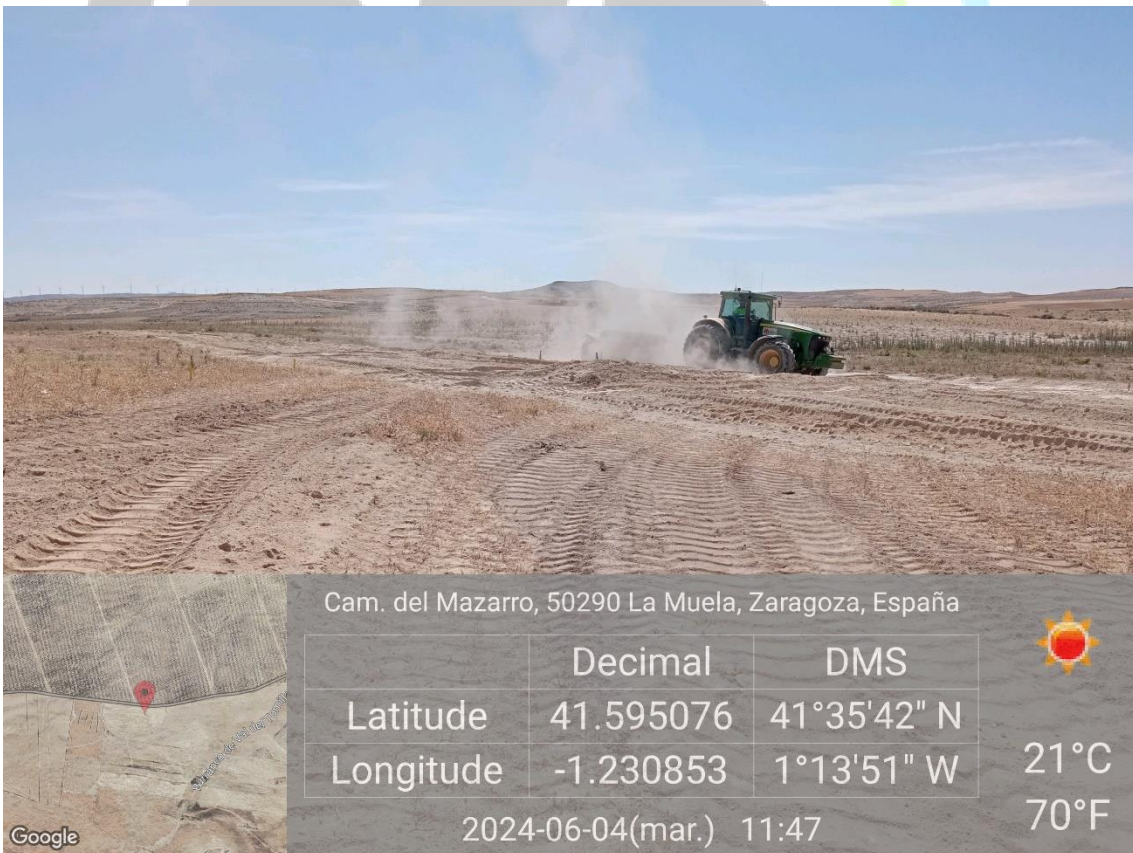 Cam. del Mazarro, 50290 La Muela, Zaragoza, España
Decimal DMS
Latitude 41.595076 41°35'42" N
Longitude -1.230853 1°13'51" W
21°C
70°F
2024-06-04(mar.) 11:47
Google